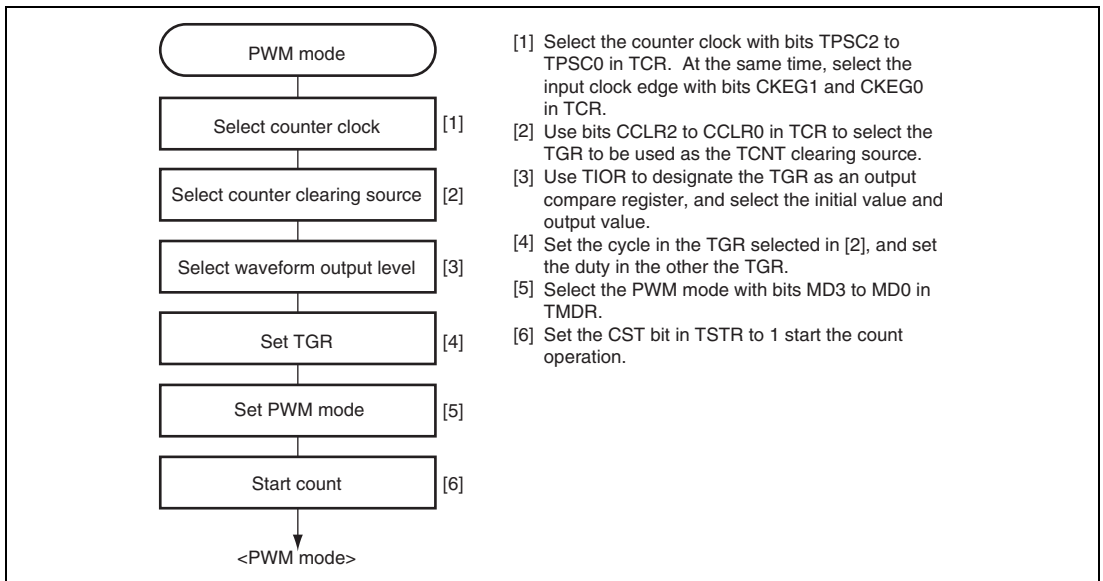 PWM mode
Select counter clock
[1]
Select counter clearing source
[2]
Select waveform output level
[3]
Set TGR
[4]
Set PWM mode
[5]
Start count
[6]
<PWM mode>
[1] Select the counter clock with bits TPSC2 to
TPSC0 in TCR. At the same time, select the
input clock edge with bits CKEG1 and CKEG0
in TCR.
[2] Use bits CCLR2 to CCLR0 in TCR to select the
TGR to be used as the TCNT clearing source.
[3] Use TIOR to designate the TGR as an output
compare register, and select the initial value and
output value.
[4] Set the cycle in the TGR selected in [2], and set
the duty in the other the TGR.
[5] Select the PWM mode with bits MD3 to MD0 in
TMDR.
[6] Set the CST bit in TSTR to 1 start the count
operation.